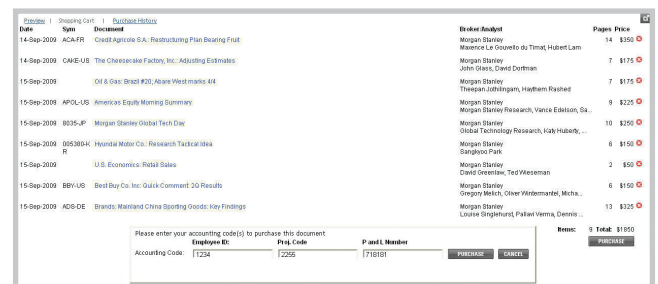 Preview | Shopping Cart | Purchase History
Date Sym Document Broker/Analyst Pages Price
14-Sep-2009 ACA-FR Credit Agricole S.A.: Restructuring Plan Bearing Fruit Morgan Stanley 14 $350
Maxence Le Gouvello du Timat, Hubert Lam
14-Sep-2009 CAKE-US The Cheesecake Factory, Inc.: Adjusting Estimates Morgan Stanley 7 $175
John Glass, David Dorfman
15-Sep-2009 Oil & Gas: Brazil #20; Abare West marks 4/4 Morgan Stanley 7 $175
Theepan Jothilingam, Haythem Rashed
15-Sep-2009 APOL-US Americas Equity Morning Summary Morgan Stanley 9 $225
Morgan Stanley Research, Vance Edelson, Sa...
15-Sep-2009 8035-JP Morgan Stanley Global Tech Day Morgan Stanley 10 $250
Global Technology Research, Katy Huberty, ...
15-Sep-2009 005380-K Hyundai Motor Co.: Research Tactical Idea Morgan Stanley 6 $150
R Sangkyoo Park
15-Sep-2009 U.S. Economics: Retail Sales Morgan Stanley 2 $50
David Greenlaw, Ted Wieseman
15-Sep-2009 BBY-US Best Buy Co. Inc: Quick Comment: 2Q Results Morgan Stanley 6 $150
Gregory Melich, Oliver Wintermantel, Micha...
15-Sep-2009 ADS-DE Brands: Mainland China Sporting Goods: Key Findings Morgan Stanley 13 $325
Louise Singlehurst, Pallavi Verma, Dennis ...
Items: 9 Total: $1850
PURCHASE
Please enter your accounting code(s) to purchase this document
Employee ID: Proj. Code P and L Number
Accounting Code: 1234 2255 718181 PURCHASE CANCEL